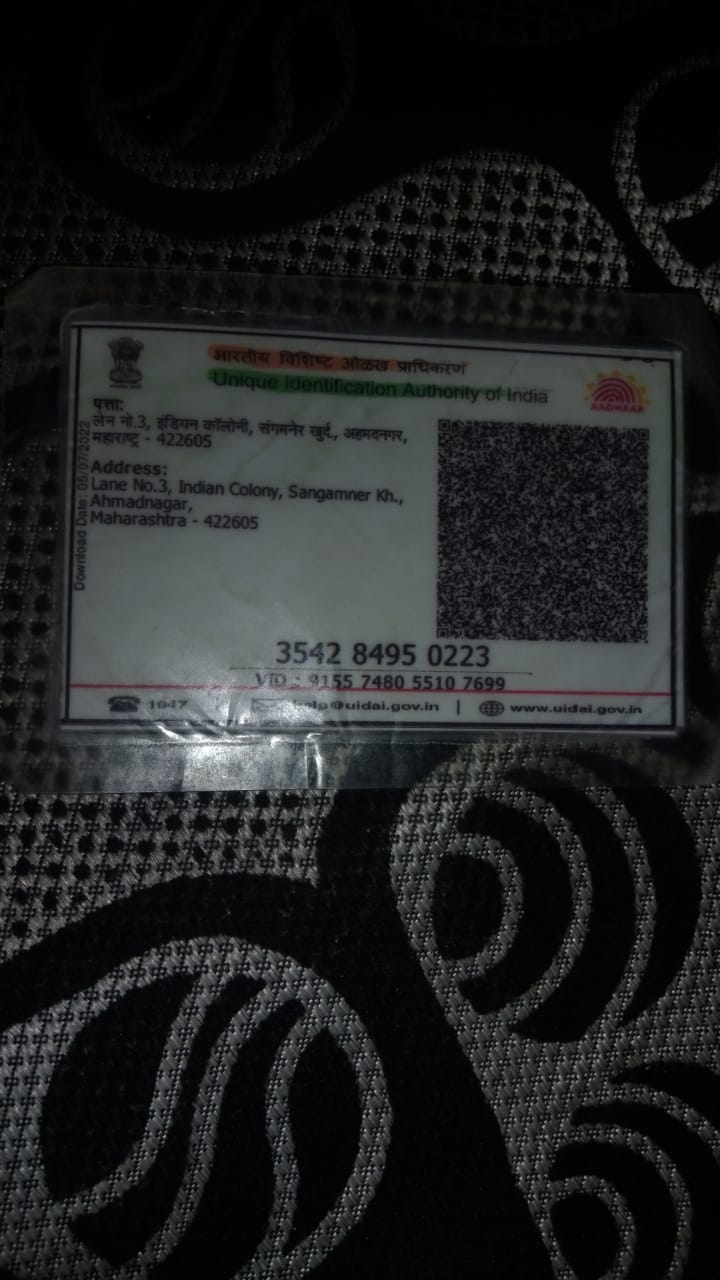 भारतीय विशिष्ट ओळख प्राधिकरण
Unique Identification Authority of India
AADHAAR
पत्ता:
लेन नो.3, इंडियन कॉलोनी, संगमनेर खुर्द., अहमदनगर,
महाराष्ट्र - 422605
Address:
Lane No.3, Indian Colony, Sangamner Kh.,
Ahmadnagar,
Maharashtra - 422605
Download Date: 05/07/2022
3542 8495 0223
VID : 9155 7480 5510 7699
1947
help@uidai.gov.in | www.uidai.gov.in